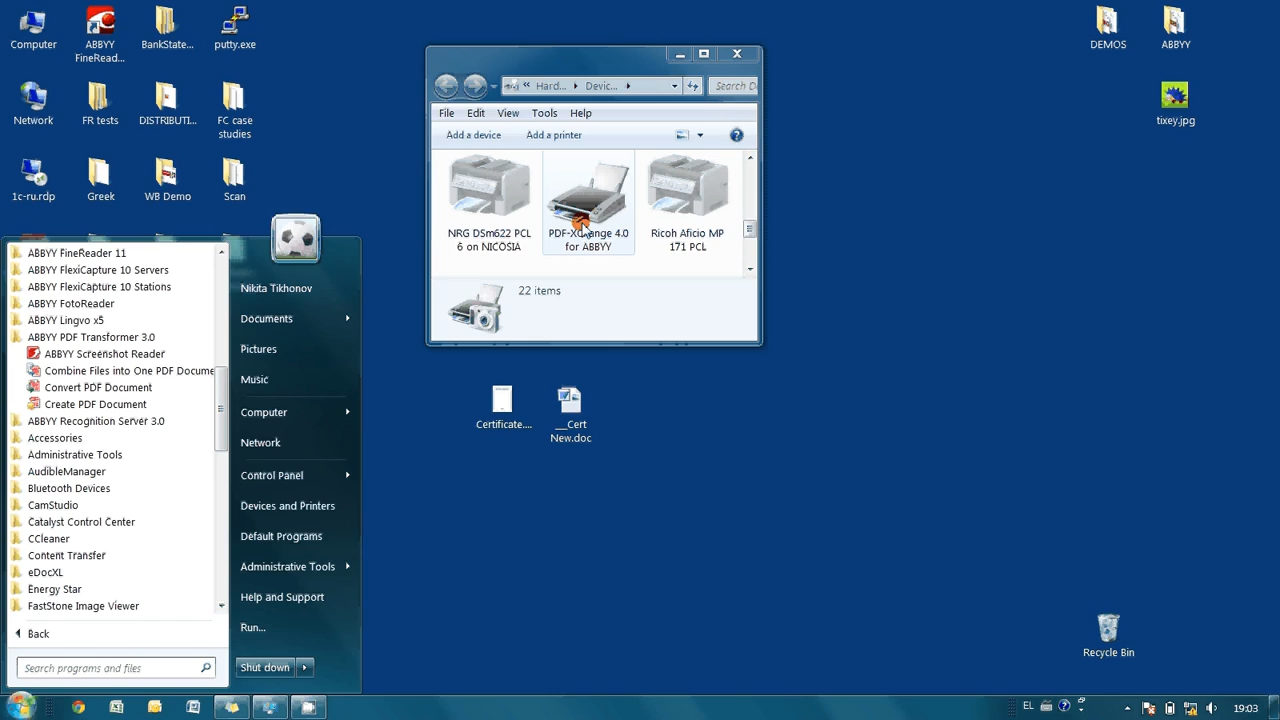 Computer
ABBYY
FineRead...
BankState...
putty.exe
Network
FR tests
DISTRIBUTI...
FC case
studies
1c-ru.rdp
Greek
WB Demo
Scan
DEMOS
ABBYY
tixey.jpg
Hard...
Devic...
Search D
File
Edit
View
Tools
Help
Add a device
Add a printer
NRG DSm622 PCL
6 on NICOSIA
for ABBYY
Ricoh Aficio MP
171 PCL
22 items
Certificate....
__Cert
New.doc
ABBYY FineReader 11
ABBYY FlexiCapture 10 Servers
ABBYY FlexiCapture 10 Stations
ABBYY FotoReader
ABBYY Lingvo x5
ABBYY PDF Transformer 3.0
ABBYY Screenshot Reader
Combine Files into One PDF Docume
Convert PDF Document
Create PDF Document
ABBYY Recognition Server 3.0
Accessories
Administrative Tools
AudibleManager
Bluetooth Devices
CamStudio
Catalyst Control Center
CCleaner
Content Transfer
eDocXL
Energy Star
FastStone Image Viewer
Back
Search programs and files
Nikita Tikhonov
Documents
Pictures
Music
Computer
Network
Control Panel
Devices and Printers
Default Programs
Administrative Tools
Help and Support
Run...
Shut down
Recycle Bin
EL
19:03